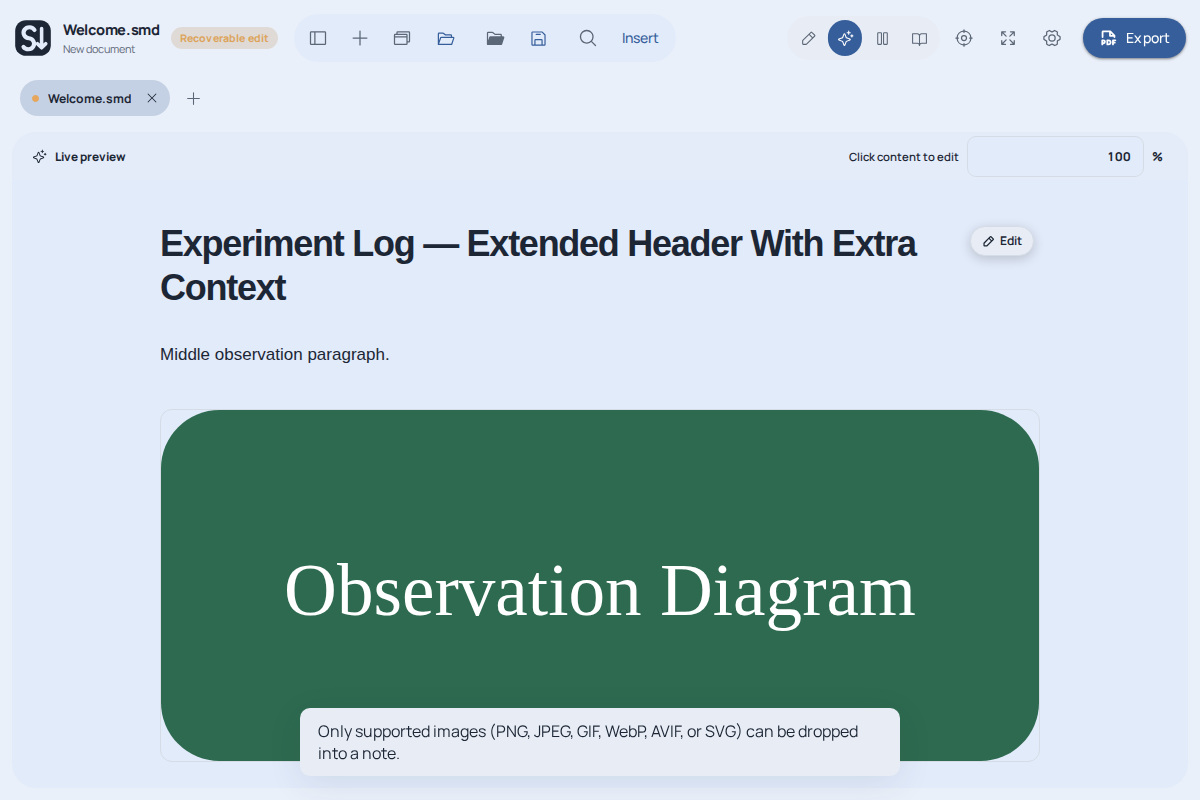 Welcome.smd
New document
Recoverable edit
Insert
Export
Welcome.smd
Live preview
Click content to edit
100
%
Experiment Log — Extended Header With Extra
Context
Edit
Middle observation paragraph.
Observation Diagram
Only supported images (PNG, JPEG, GIF, WebP, AVIF, or SVG) can be dropped
into a note.